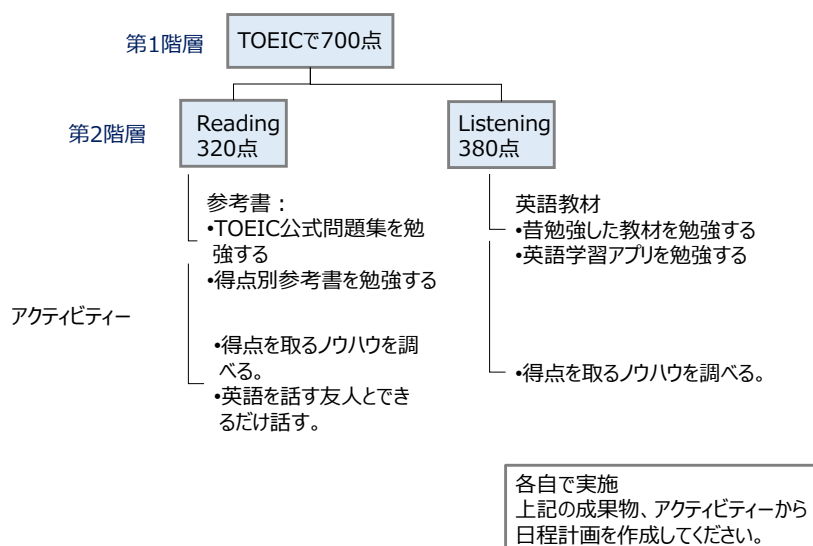 第1階層
TOEICで700点
第2階層
Reading
320点
Listening
380点
アクティビティー
参考書：
•TOEIC公式問題集を勉
強する
•得点別参考書を勉強する
•得点を取るノウハウを調
べる。
•英語を話す友人とでき
るだけ話す。
英語教材
•昔勉強した教材を勉強する
•英語学習アプリを勉強する
•得点を取るノウハウを調べる。
各自で実施
上記の成果物、アクティビティーから
日程計画を作成してください。